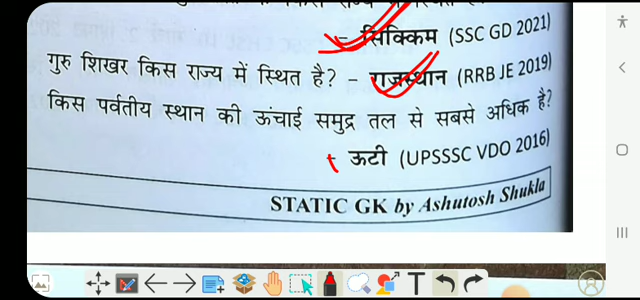 – सिक्किम (SSC GD 2021)
गुरु शिखर किस राज्य में स्थित है? – राजस्थान (RRB JE 2019)
किस पर्वतीय स्थान की ऊंचाई समुद्र तल से सबसे अधिक है?
ऊटी (UPSSSC VDO 2016)
STATIC GK by Ashutosh Shukla